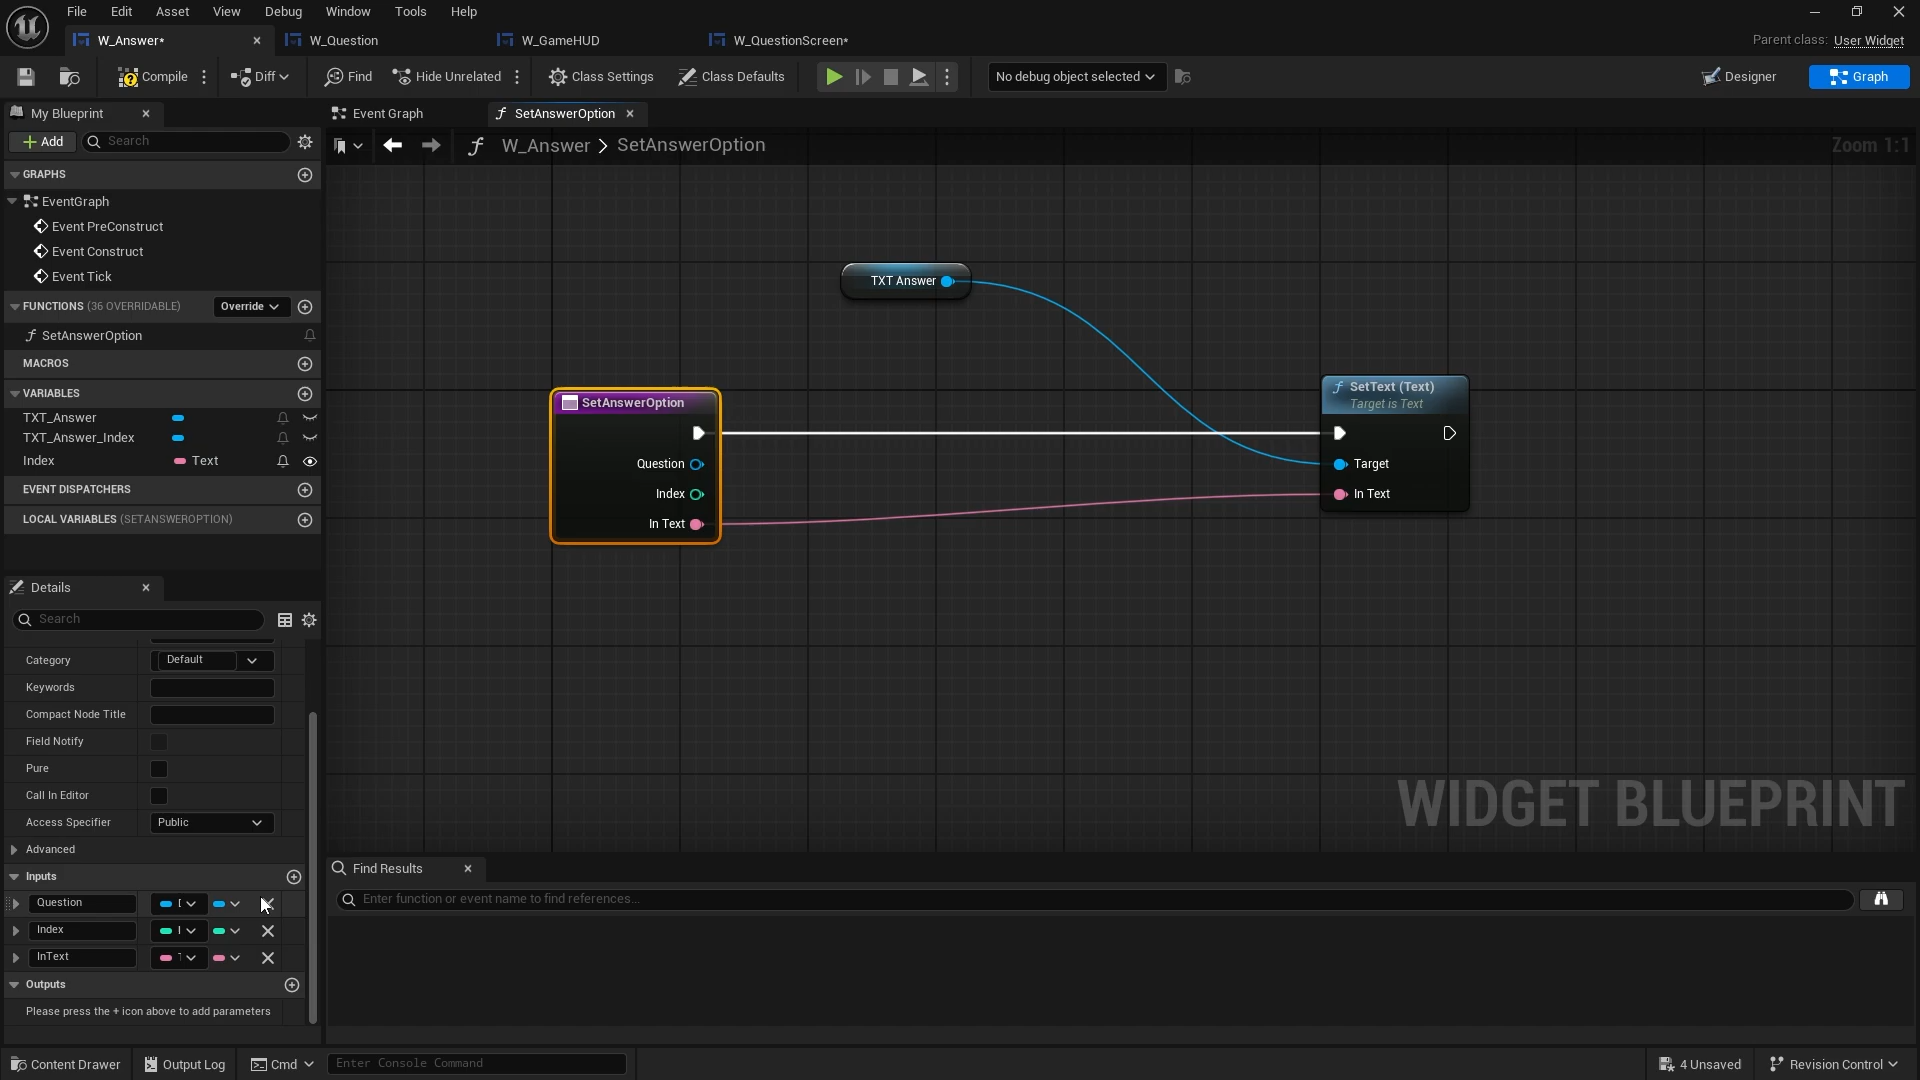 File Edit Asset View Debug Window Tools Help
W_Answer* W_Question W_GameHUD W_QuestionScreen* Parent class: User Widget
Compile Diff Find Hide Unrelated Class Settings Class Defaults No debug object selected Designer Graph
My Blueprint Event Graph SetAnswerOption
Add Search W_Answer > SetAnswerOption Zoom 1:1
GRAPHS
EventGraph
Event PreConstruct
Event Construct
Event Tick
FUNCTIONS (36 OVERRIDABLE) Override
SetAnswerOption
MACROS
VARIABLES
TXT_Answer
TXT_Answer_Index
Index Text
EVENT DISPATCHERS
LOCAL VARIABLES (SETANSWEROPTION)
TXT Answer
SetAnswerOption
Question
Index
In Text
SetText (Text)
Target is Text
Target
In Text
WIDGET BLUEPRINT
Details
Search
Category Default
Keywords
Compact Node Title
Field Notify
Pure
Call In Editor
Access Specifier Public
Advanced
Inputs
Question
Index
InText
Outputs
Please press the + icon above to add parameters
Find Results
Enter function or event name to find references...
Content Drawer Output Log Cmd Enter Console Command 4 Unsaved Revision Control